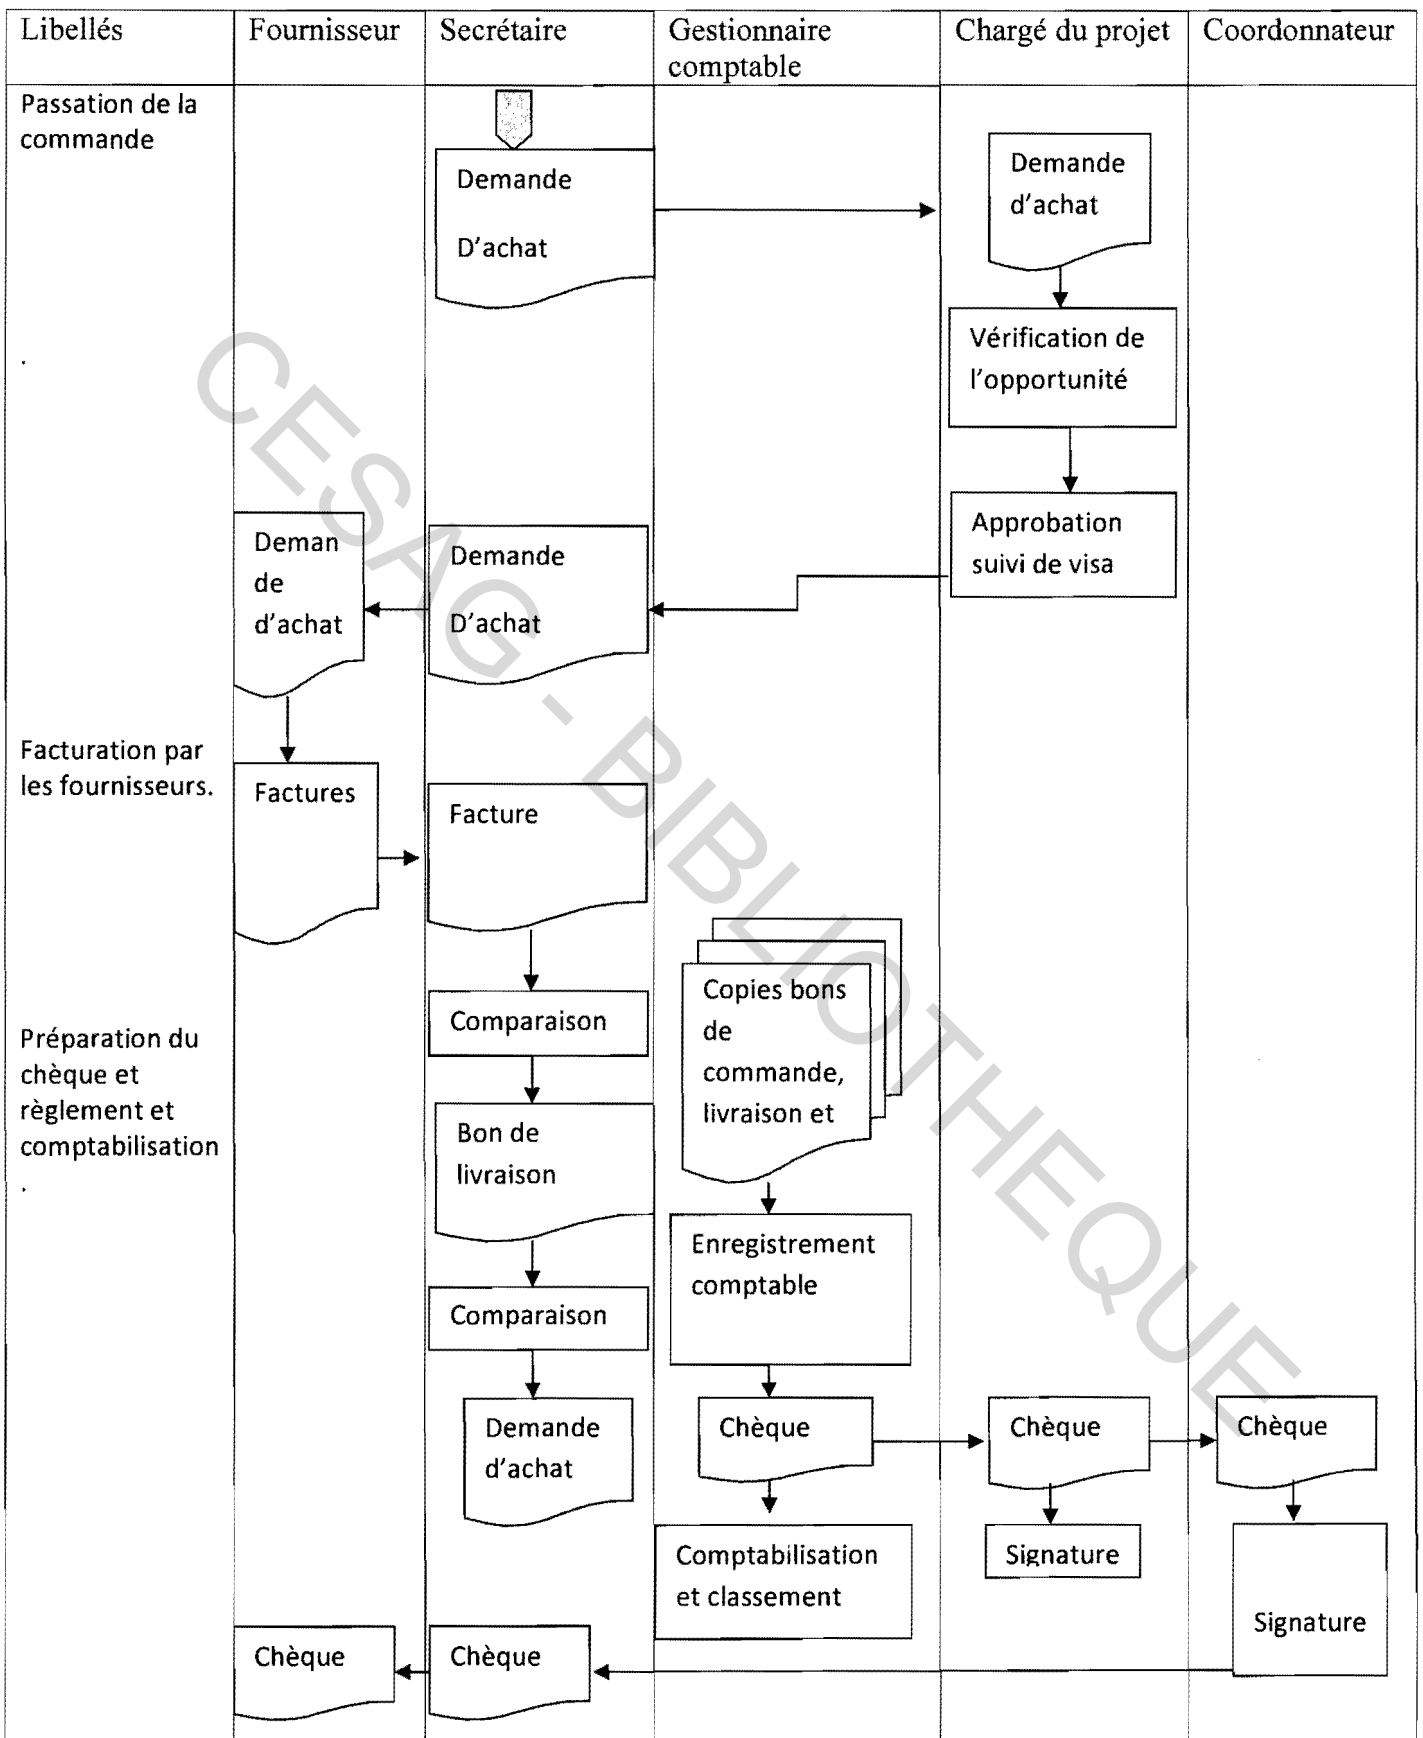 Libellés
Fournisseur
Secrétaire
Gestionnaire
comptable
Chargé du projet
Coordonnateur
Passation de la
commande
Demande
D'achat
Demande
d'achat
Vérification de
l'opportunité
Approbation
suivi de visa
Deman
de
d'achat
Demande
D'achat
Facturation par
les fournisseurs.
Factures
Facture
Comparaison
Copies bons
de
commande,
livraison et
Préparation du
chèque et
règlement et
comptabilisation
.
Bon de
livraison
Enregistrement
comptable
Comparaison
Demande
d'achat
Chèque
Chèque
Chèque
Comptabilisation
et classement
Signature
Signature
Chèque
Chèque
CESAG - BIBLIOTHEQUE